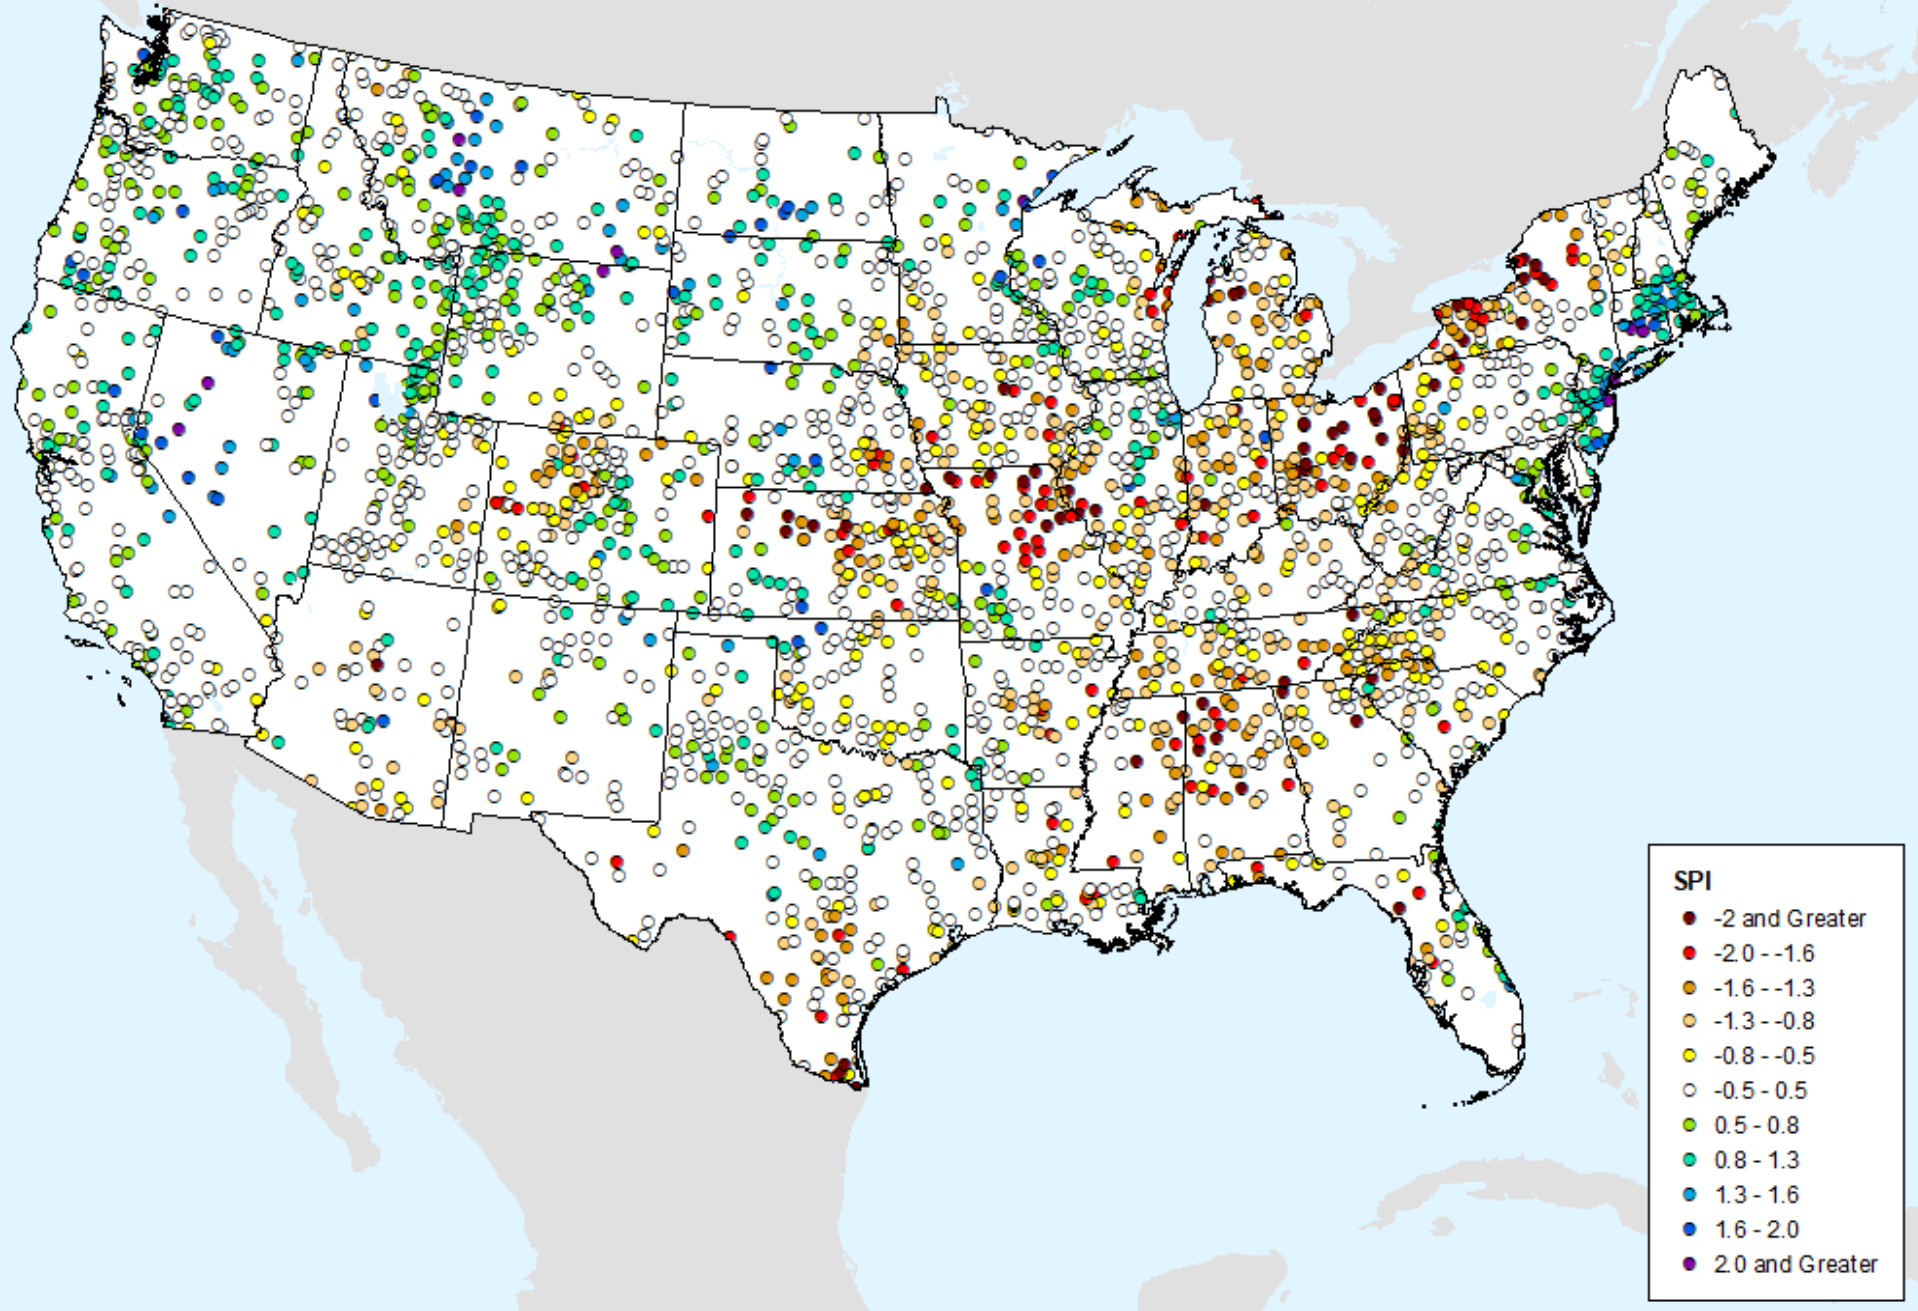 SPI
-2 and Greater
-2.0 - -1.6
-1.6 - -1.3
-1.3 - -0.8
-0.8 - -0.5
-0.5 - 0.5
0.5 - 0.8
0.8 - 1.3
1.3 - 1.6
1.6 - 2.0
2.0 and Greater